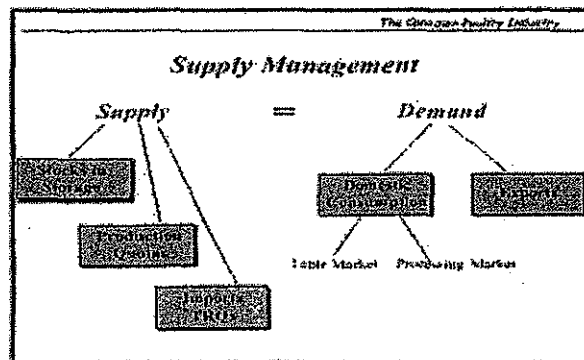 The Canadian Poultry Industry
Supply Management
Supply = Demand
Stocks in
Storage
Domestic
Consumption
Exports
Production
Quotas
Table Market Processing Market
Imports
TRQs